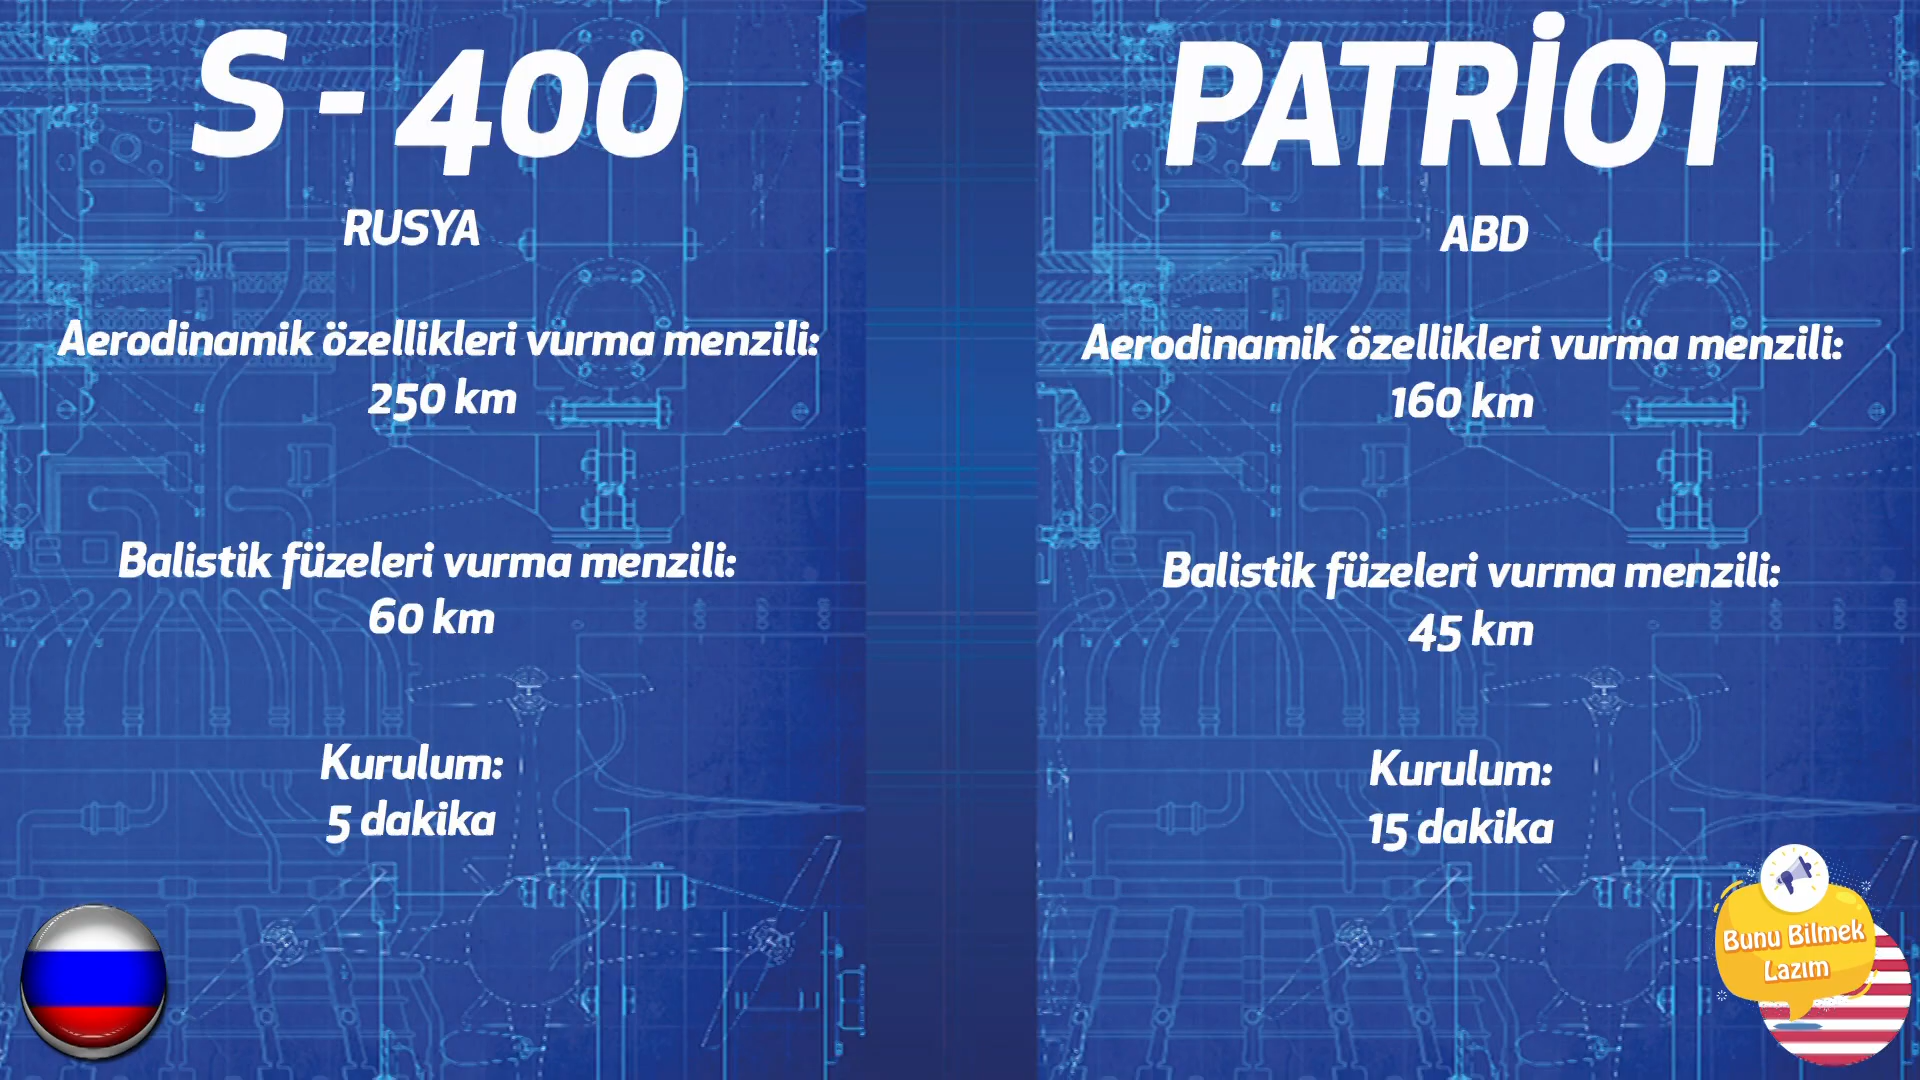 S - 400
RUSYA
Aerodinamik özellikleri vurma menzili:
250 km
Balistik füzeleri vurma menzili:
60 km
Kurulum:
5 dakika
PATRİOT
ABD
Aerodinamik özellikleri vurma menzili:
160 km
Balistik füzeleri vurma menzili:
45 km
Kurulum:
15 dakika
Bunu Bilmek
Lazım